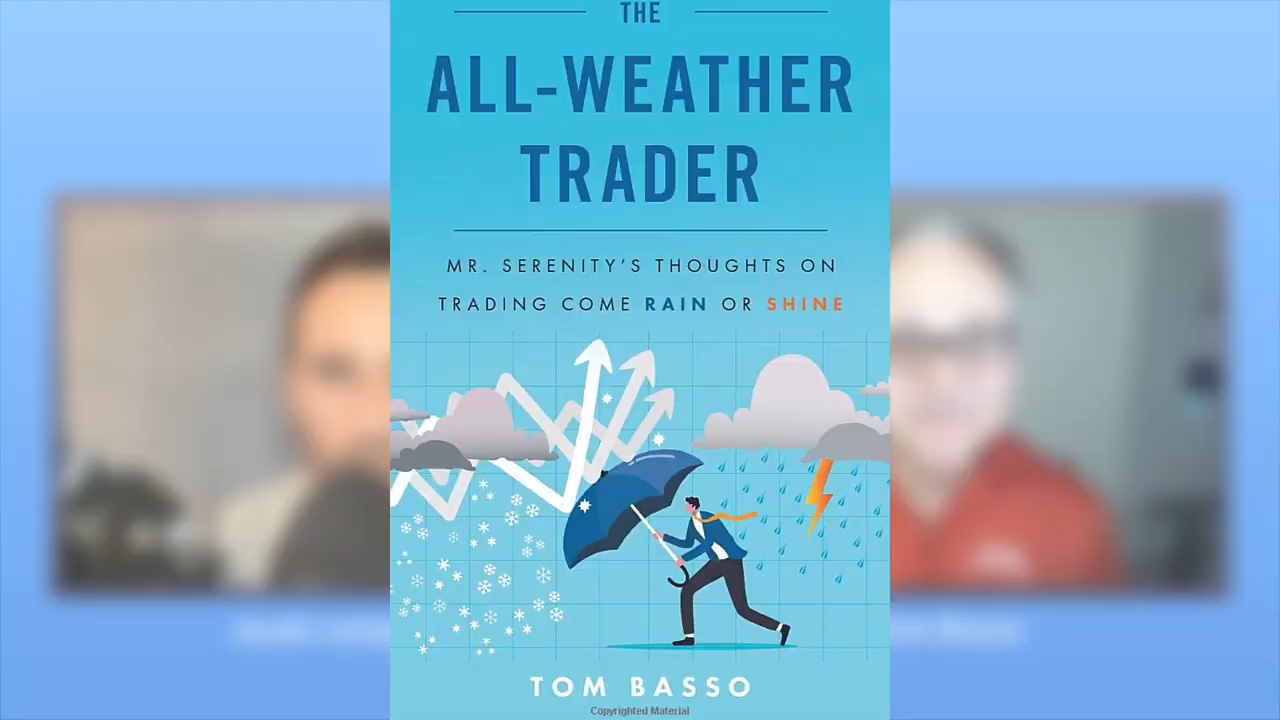 THE
ALL-WEATHER
TRADER
MR. SERENITY'S THOUGHTS ON
TRADING COME RAIN OR SHINE
TOM BASSO
Copyrighted Material